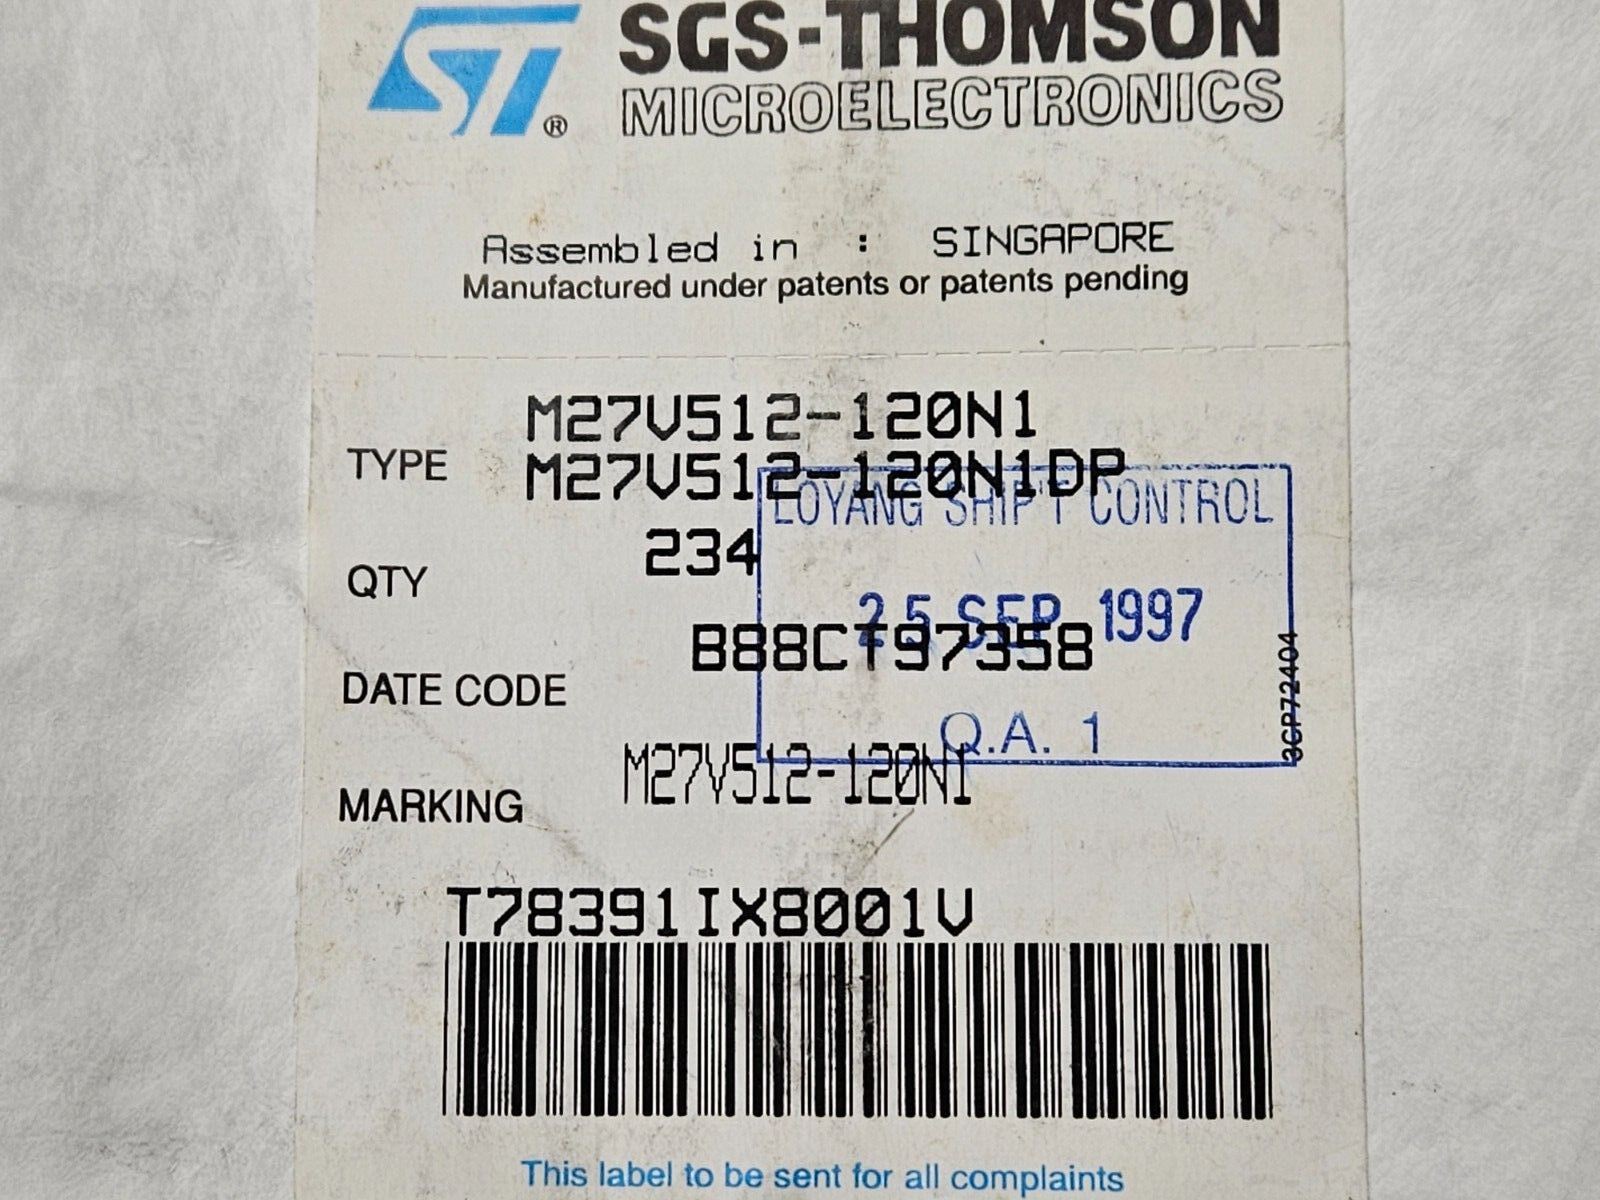 ST® SGS-THOMSON
MICROELECTRONICS
Assembled in : SINGAPORE
Manufactured under patents or patents pending
TYPE M27V512-120N1
M27V512-120N1DP
LOYANG SHIP'T CONTROL
QTY 234
25 SEP 1997
DATE CODE B88CT97358
3GP72404
Q.A. 1
MARKING M27V512-120N1
T78391IX8001V
This label to be sent for all complaints